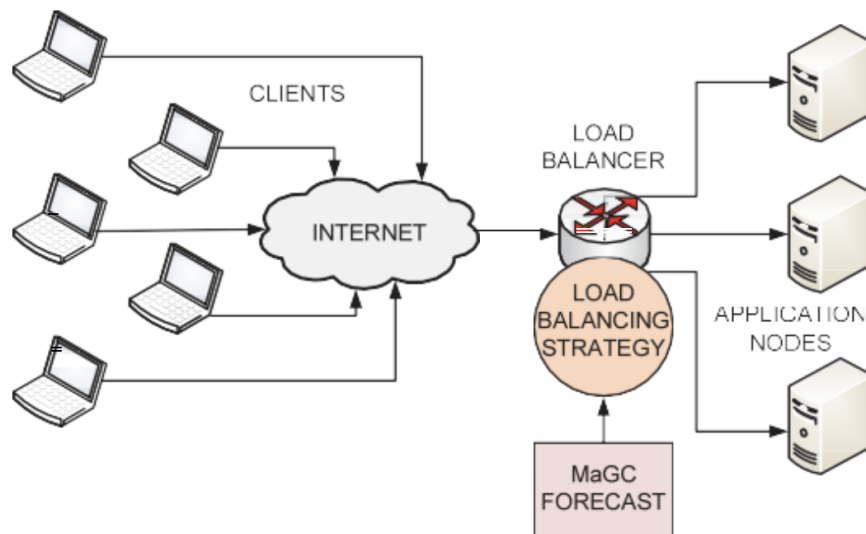 CLIENTS
INTERNET
LOAD
BALANCER
LOAD
BALANCING
STRATEGY
APPLICATION
NODES
MaGC
FORECAST